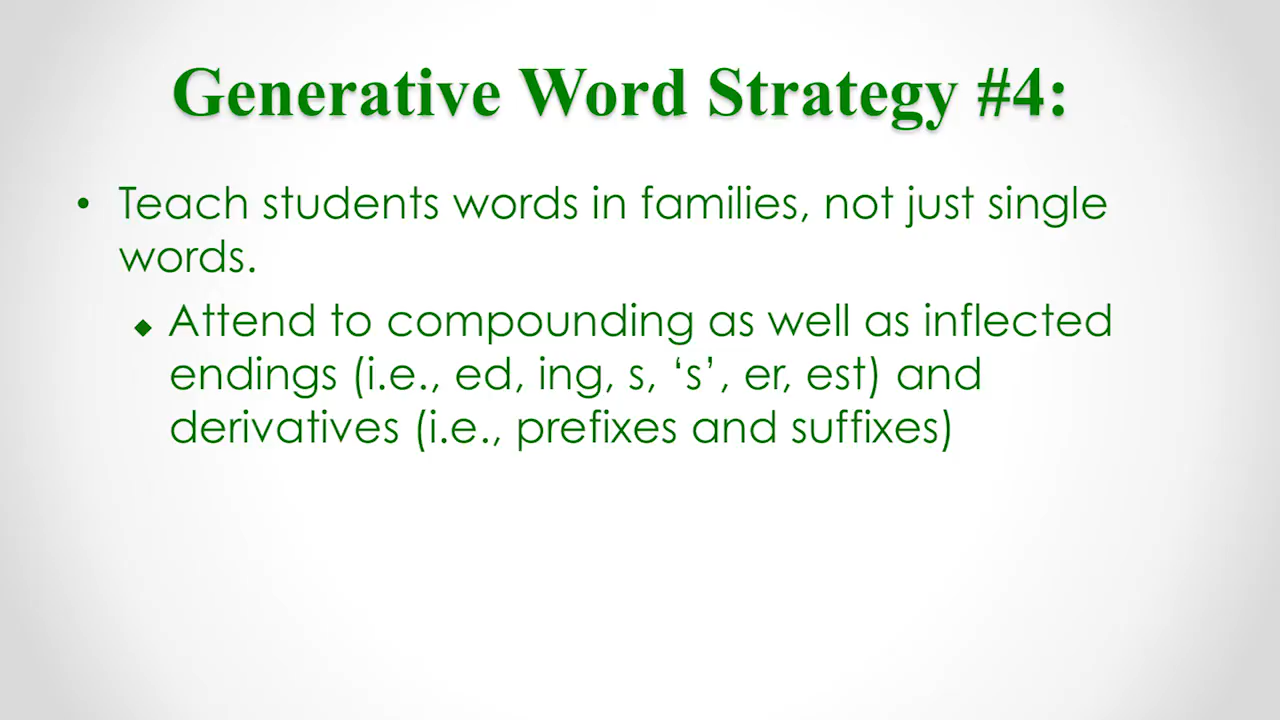 Generative Word Strategy #4:
• Teach students words in families, not just single
words.
◆ Attend to compounding as well as inflected
endings (i.e., ed, ing, s, ‘s’, er, est) and
derivatives (i.e., prefixes and suffixes)